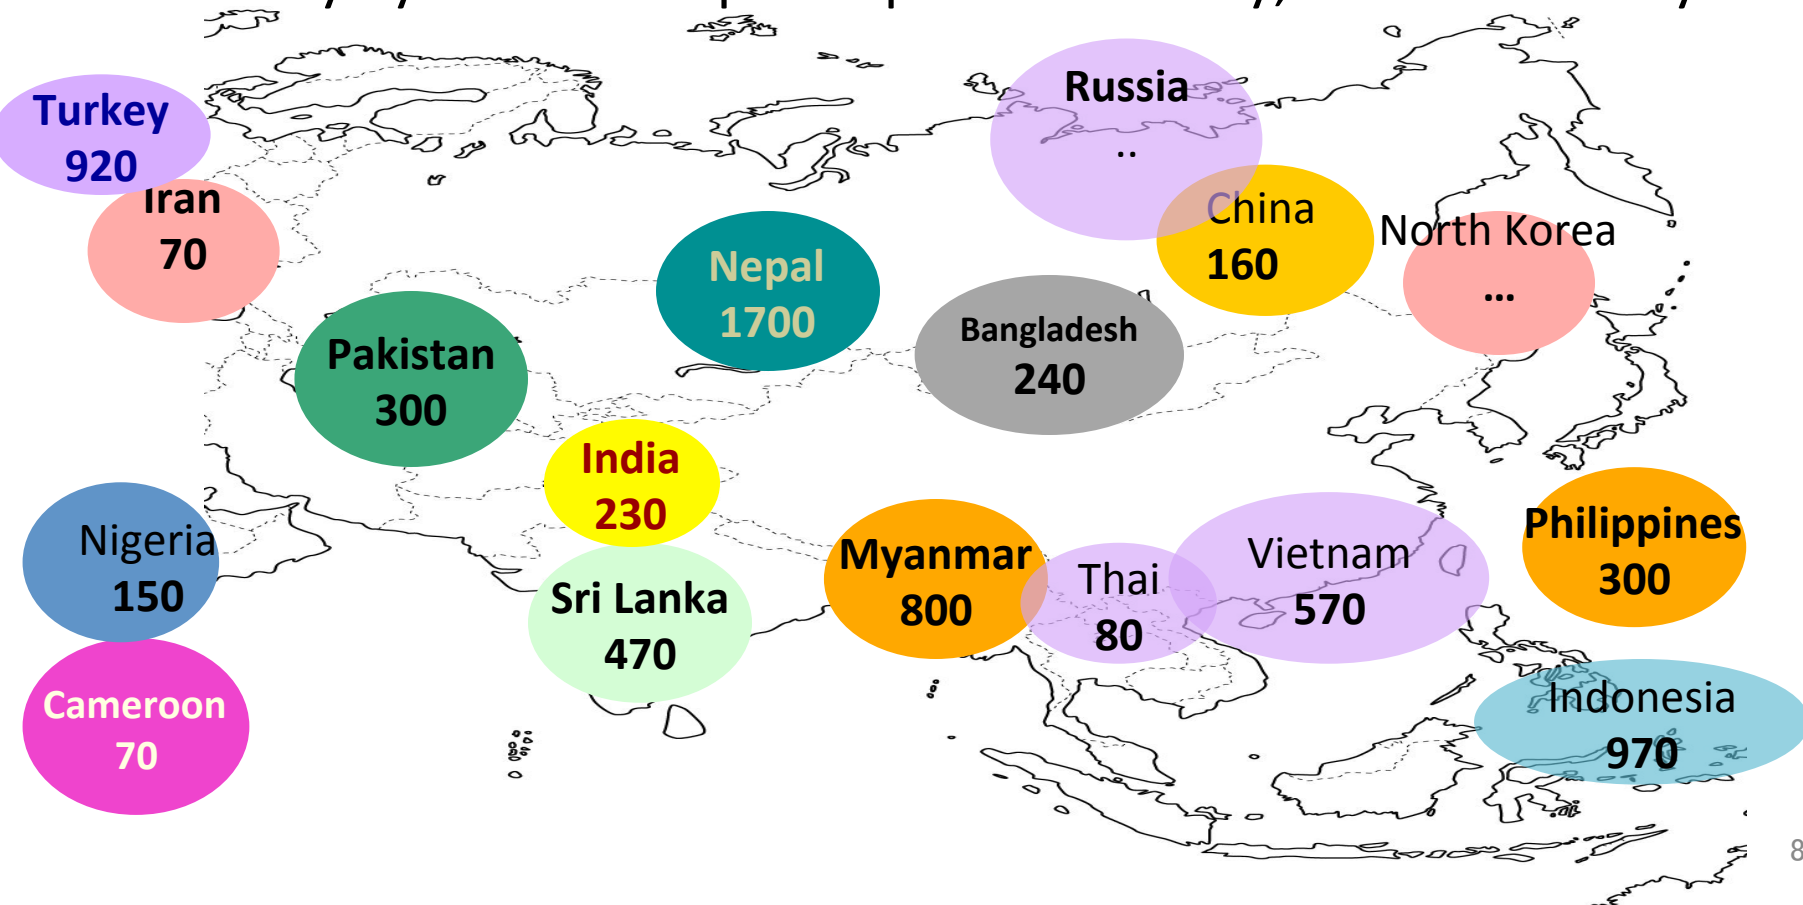 Turkey
920
Iran
70
Russia
..
China
160
North Korea
...
Nepal
1700
Bangladesh
240
Pakistan
300
India
230
Nigeria
150
Sri Lanka
470
Myanmar
800
Thai
80
Vietnam
570
Philippines
300
Cameroon
70
Indonesia
970
8